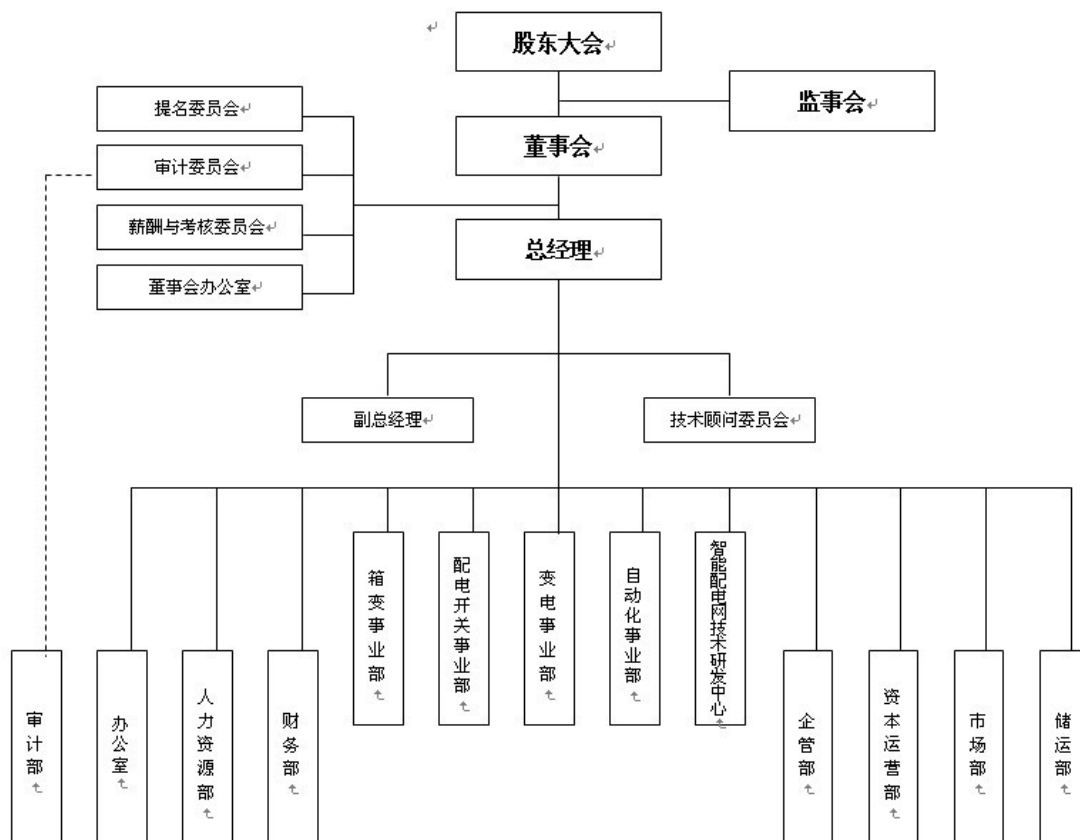 股东大会
监事会
提名委员会
董事会
审计委员会
薪酬与考核委员会
总经理
董事会办公室
副总经理
技术顾问委员会
箱变事业部
配电开关事业部
变电事业部
自动化事业部
智能配电网技术研发中心
审计部
办公室
人力资源部
财务部
企管部
资本运营部
市场部
储运部